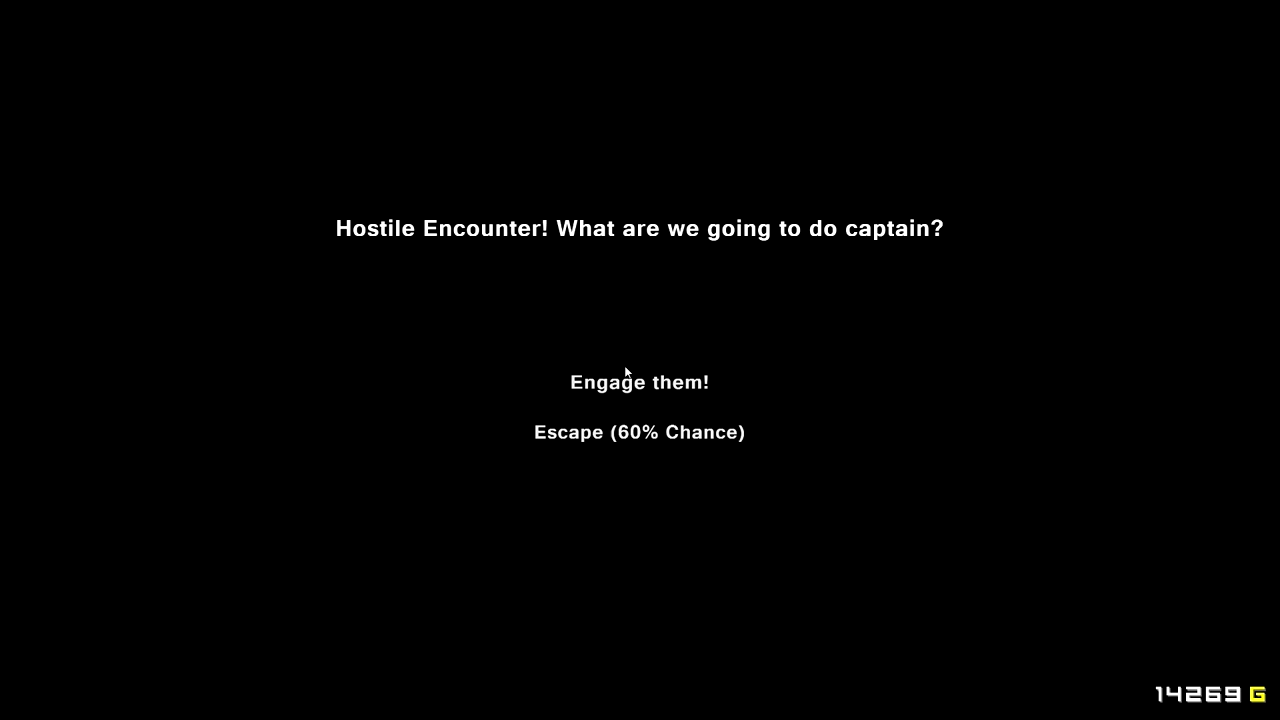 Hostile Encounter! What are we going to do captain?
Engage them!
Escape (60% Chance)
14269 G